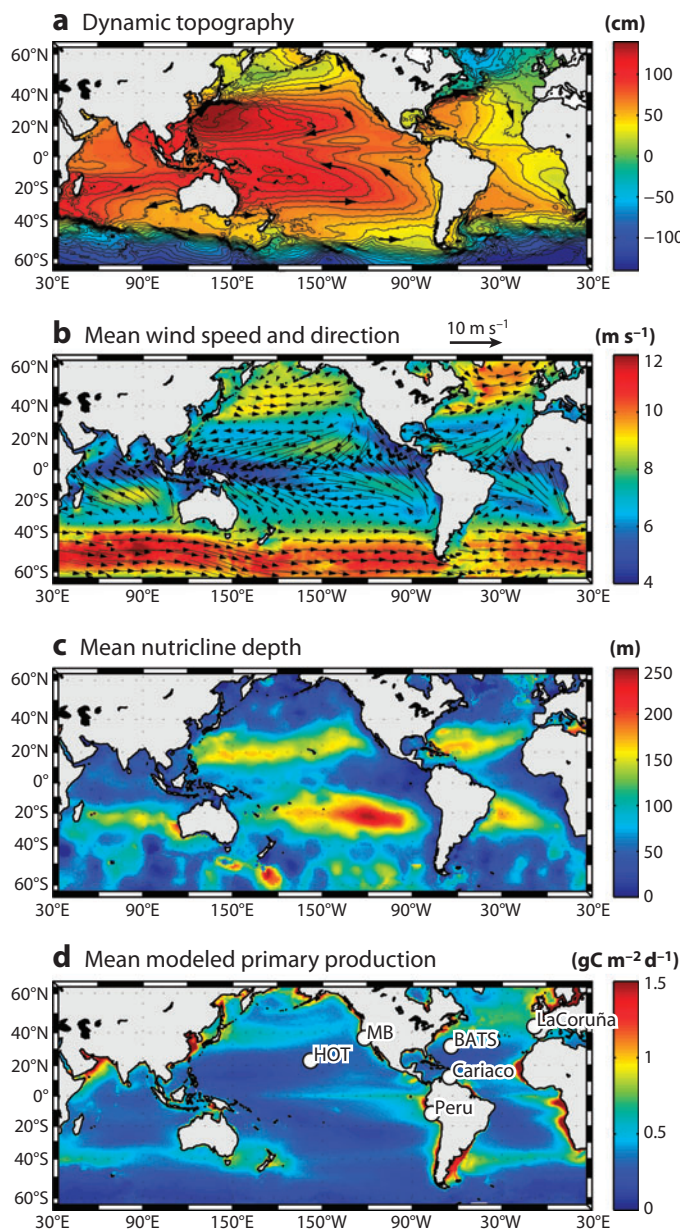 a Dynamic topography (cm)
60°N
40°N
20°N
0°
20°S
40°S
60°S
100
50
0
−50
−100
30°E 90°E 150°E 150°W 90°W 30°W 30°E
b Mean wind speed and direction 10 m s⁻¹ (m s⁻¹)
60°N
40°N
20°N
0°
20°S
40°S
60°S
12
10
8
6
4
30°E 90°E 150°E 150°W 90°W 30°W 30°E
c Mean nutricline depth (m)
60°N
40°N
20°N
0°
20°S
40°S
60°S
250
200
150
100
50
0
30°E 90°E 150°E 150°W 90°W 30°W 30°E
d Mean modeled primary production (gC m⁻² d⁻¹)
60°N
40°N
20°N
0°
20°S
40°S
60°S
LaCoruña
MB
BATS
HOT
Cariaco
Peru
1.5
1
0.5
0
30°E 90°E 150°E 150°W 90°W 30°W 30°E